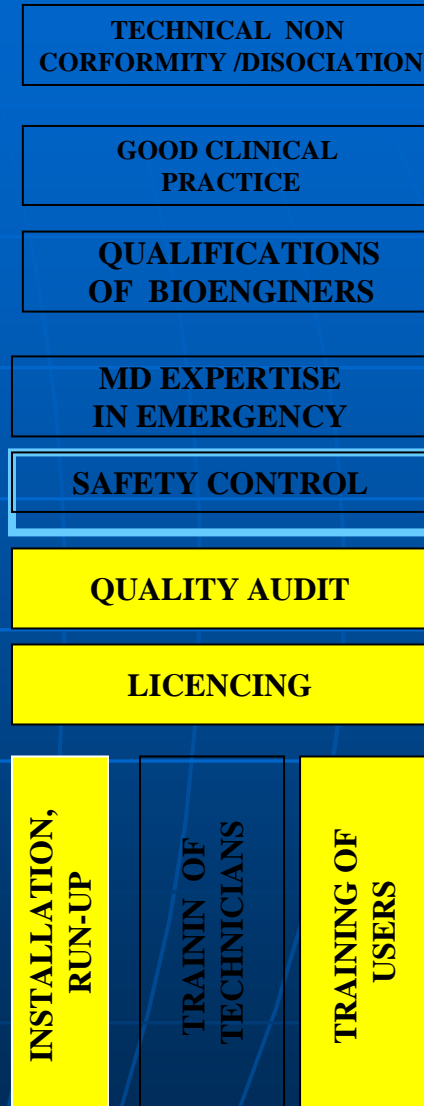 TECHNICAL NON
CORFORMITY /DISOCIATION
GOOD CLINICAL
PRACTICE
QUALIFICATIONS
OF BIOENGINERS
MD EXPERTISE
IN EMERGENCY
SAFETY CONTROL
QUALITY AUDIT
LICENCING
INSTALLATION,
RUN-UP
TRAININ OF
TECHNICIANS
TRAINING OF
USERS